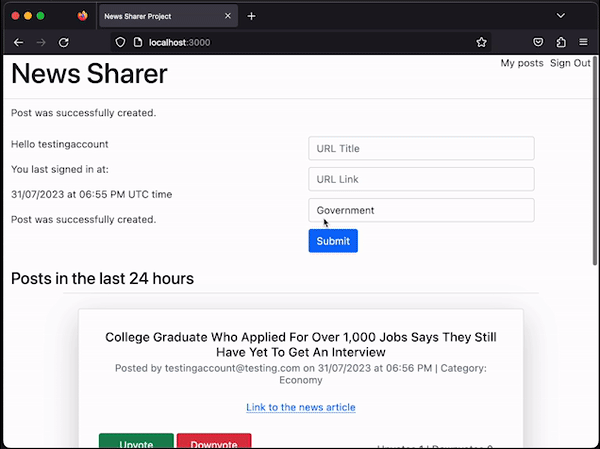 News Sharer Project
localhost:3000
My posts Sign Out
News Sharer
Post was successfully created.
Hello testingaccount
You last signed in at:
31/07/2023 at 06:55 PM UTC time
Post was successfully created.
URL Title
URL Link
Government
Submit
Posts in the last 24 hours
College Graduate Who Applied For Over 1,000 Jobs Says They Still
Have Yet To Get An Interview
Posted by testingaccount@testing.com on 31/07/2023 at 06:56 PM | Category:
Economy
Link to the news article
Upvote Downvote